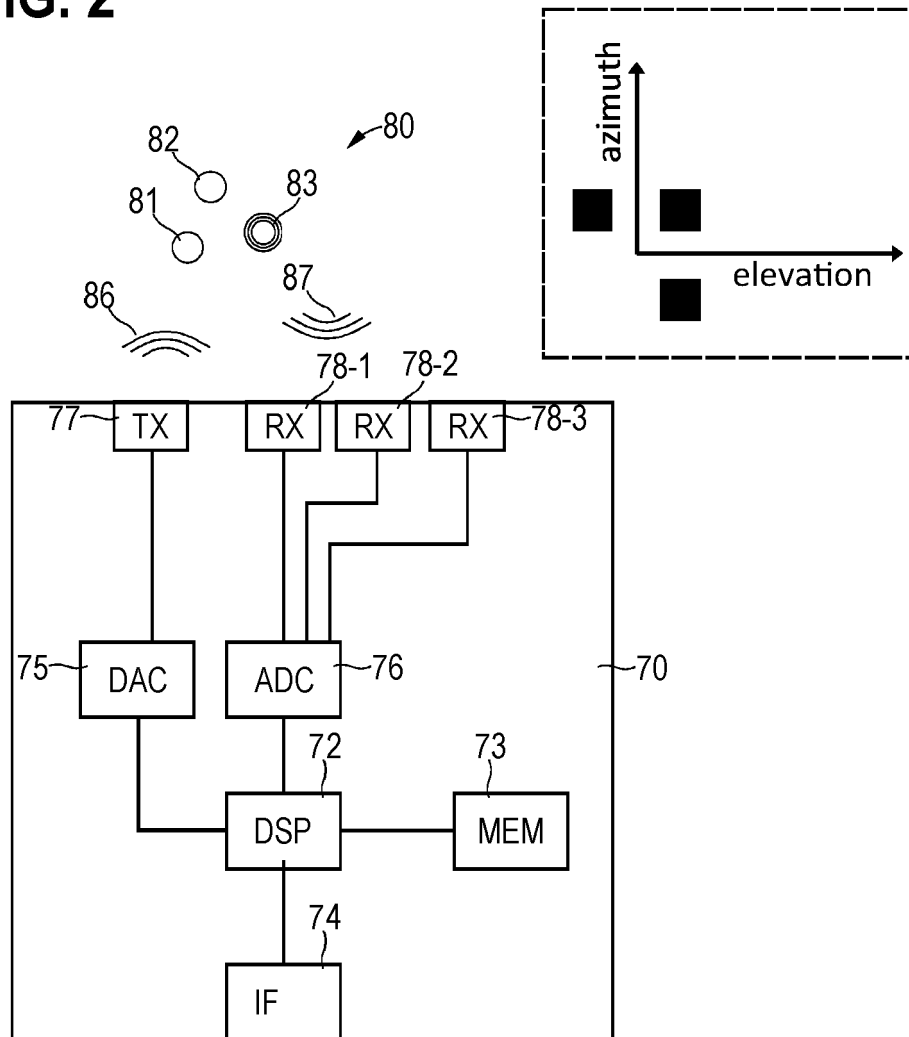 FIG. 2
azimuth
elevation
80
82
83
81
87
86
78-1
78-2
77
TX
RX
RX
RX
78-3
75
DAC
ADC
76
70
72
73
DSP
MEM
74
IF